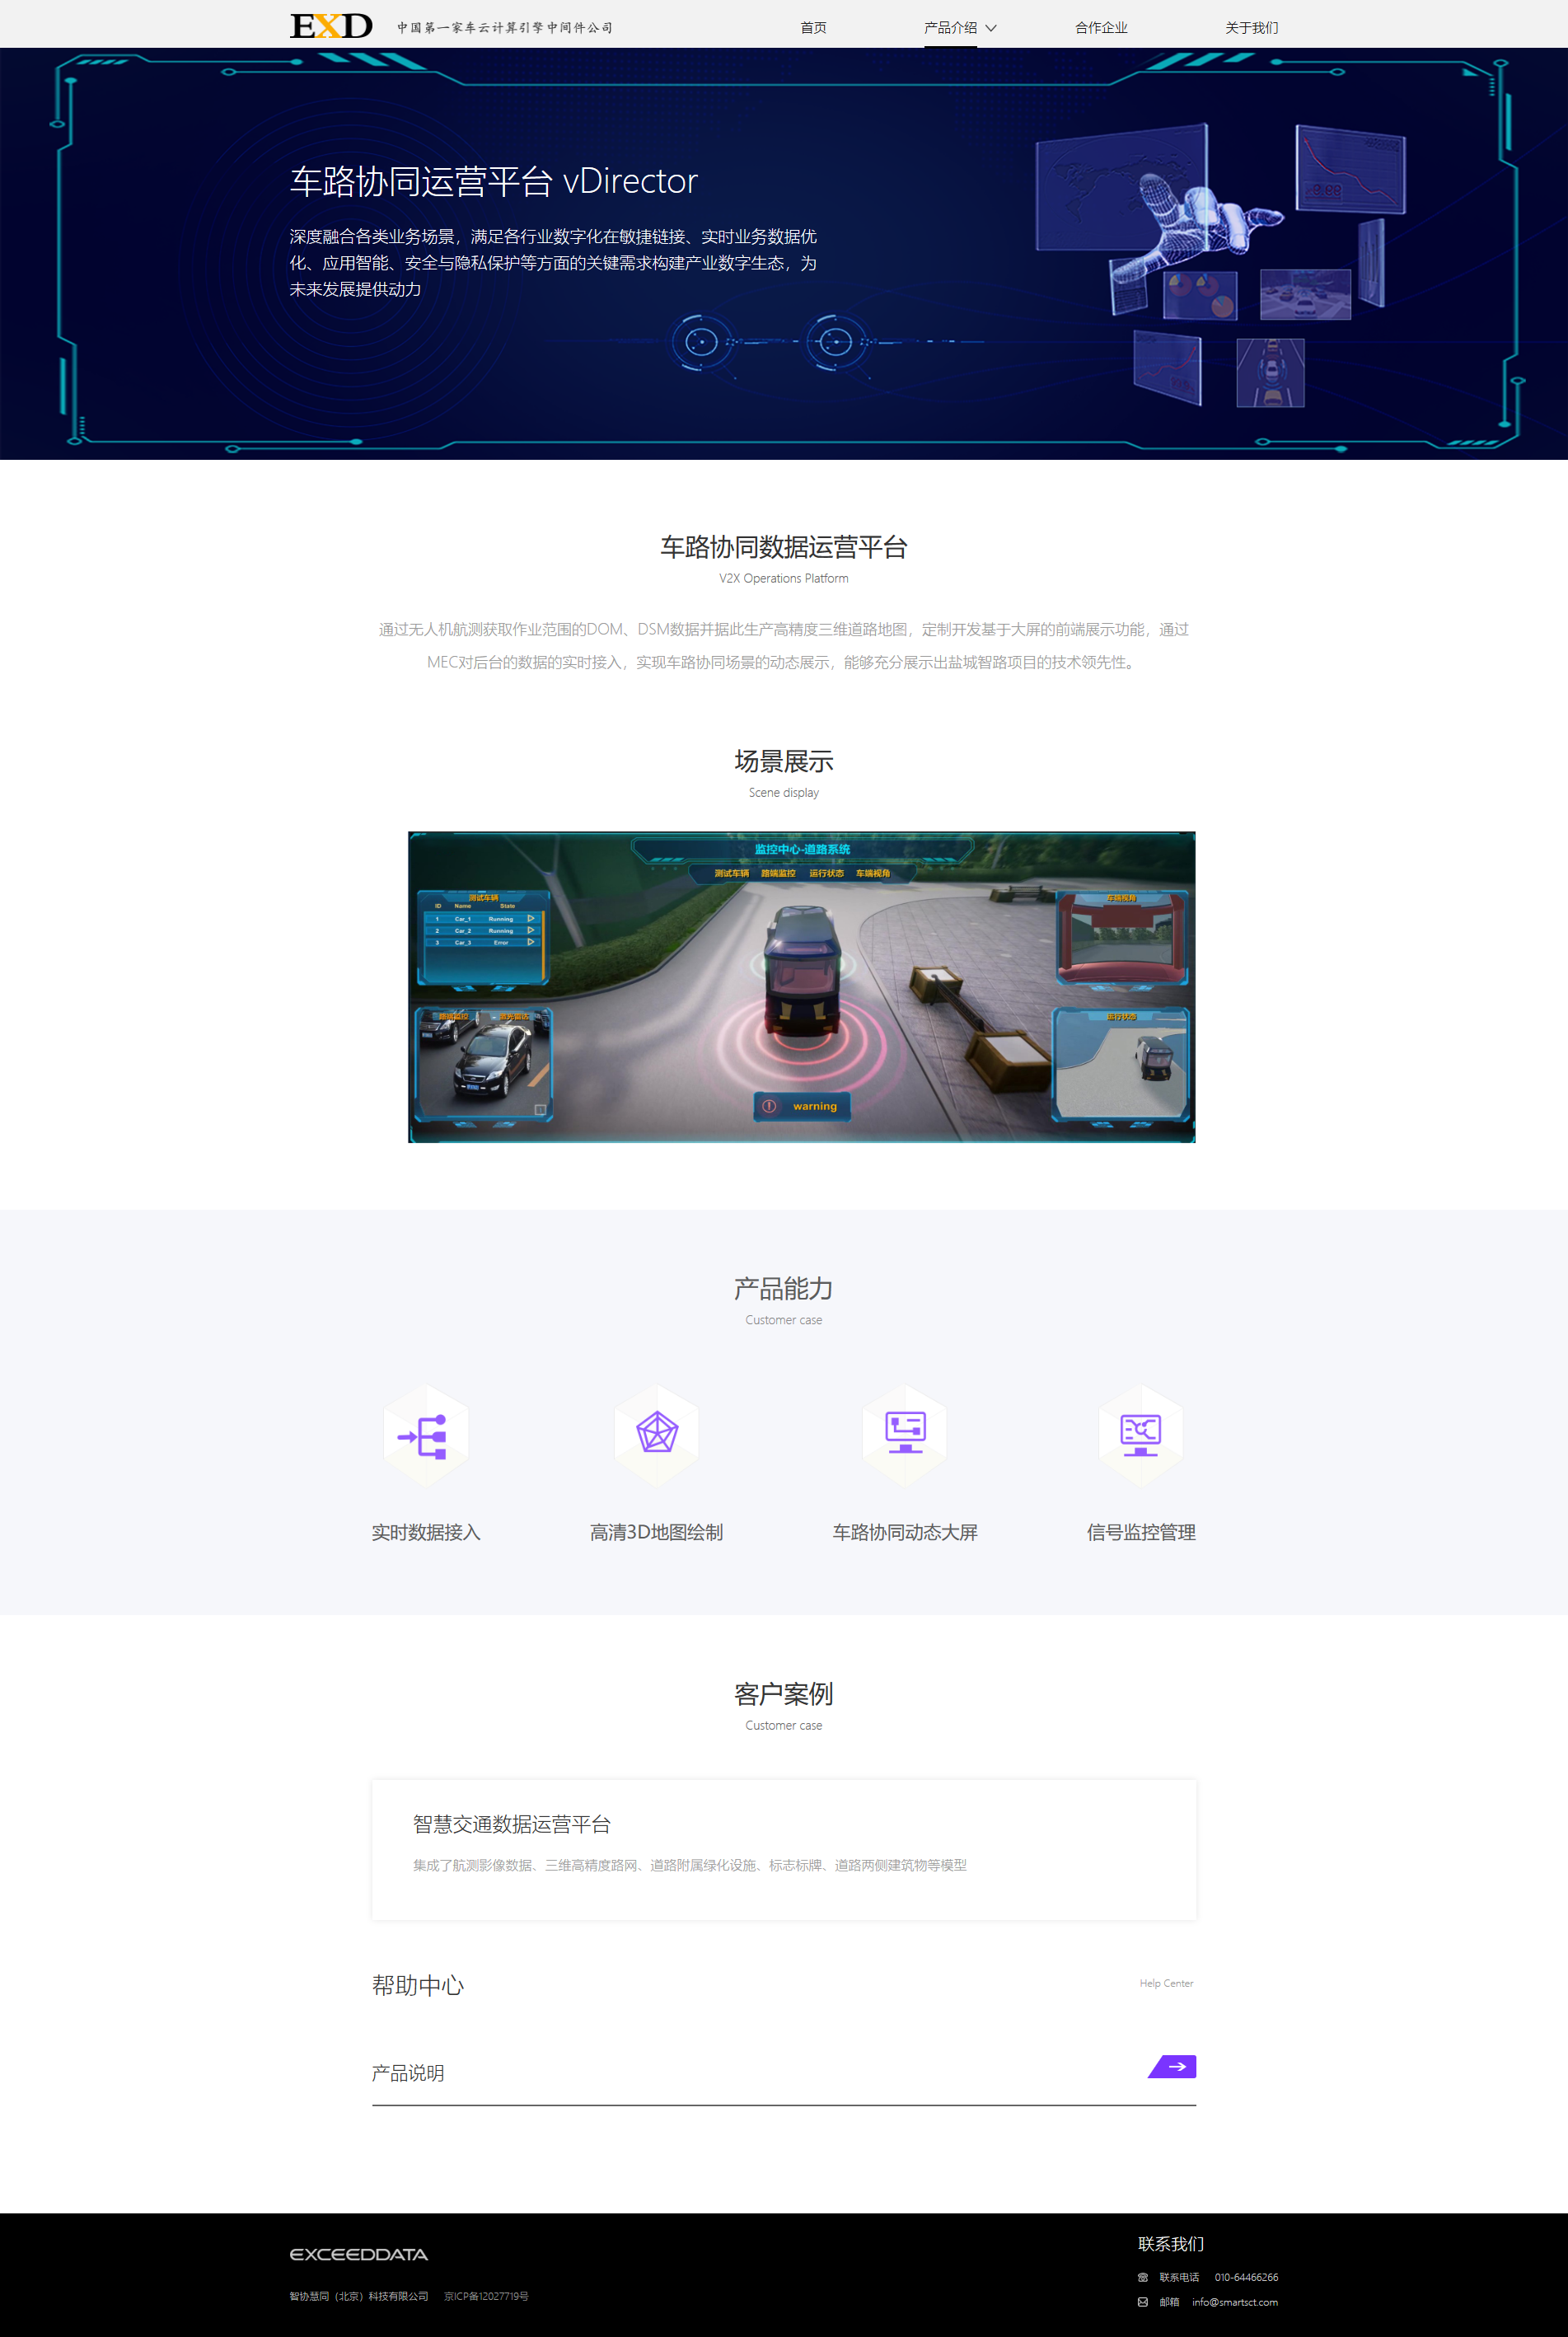 EXD 中国第一家车云计算引擎中间件公司 首页 产品介绍 合作企业 关于我们
车路协同运营平台 vDirector
深度融合各类业务场景，满足各行业数字化在敏捷链接、实时业务数据优
化、应用智能、安全与隐私保护等方面的关键需求构建产业数字生态，为
未来发展提供动力
车路协同数据运营平台
V2X Operations Platform
通过无人机航测获取作业范围的DOM、DSM数据并据此生产高精度三维道路地图，定制开发基于大屏的前端展示功能，通过
MEC对后台的数据的实时接入，实现车路协同场景的动态展示，能够充分展示出盐城智路项目的技术领先性。
场景展示
Scene display
监控中心-道路系统
测试车辆 路端监控 运行状态 车端视角
测试车辆
ID Name State
1 Car_1 Running
2 Car_2 Running
3 Car_3 Error
车端视角
路端监控 激光雷达
运行状态
warning
产品能力
Customer case
实时数据接入 高清3D地图绘制 车路协同动态大屏 信号监控管理
客户案例
Customer case
智慧交通数据运营平台
集成了航测影像数据、三维高精度路网、道路附属绿化设施、标志标牌、道路两侧建筑物等模型
帮助中心 Help Center
产品说明
EXCEEDDATA
智协慧同（北京）科技有限公司 京ICP备12027719号
联系我们
联系电话 010-64466266
邮箱 info@smartsct.com